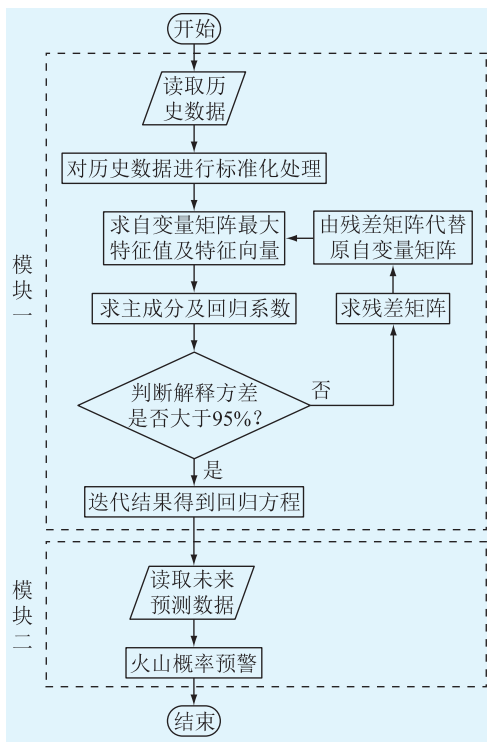 开始
读取历
史数据
对历史数据进行标准化处理
求自变量矩阵最大
特征值及特征向量
由残差矩阵代替
原自变量矩阵
求主成分及回归系数
求残差矩阵
判断解释方差
是否大于95%?
否
是
迭代结果得到回归方程
模块一
读取未来
预测数据
火山概率预警
模块二
结束